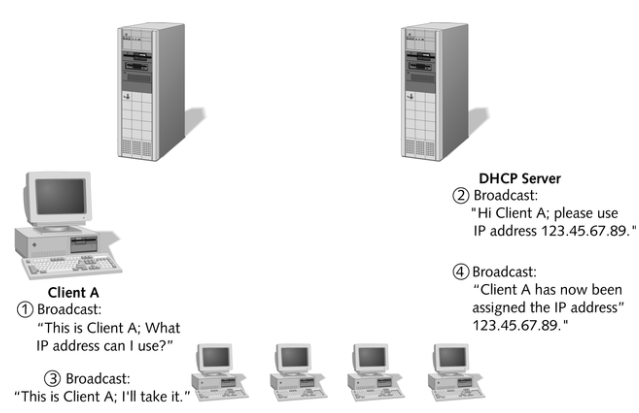 DHCP Server
② Broadcast:
"Hi Client A; please use
IP address 123.45.67.89."
④ Broadcast:
"Client A has now been
assigned the IP address"
123.45.67.89."
Client A
① Broadcast:
"This is Client A; What
IP address can I use?"
③ Broadcast:
"This is Client A; I'll take it."